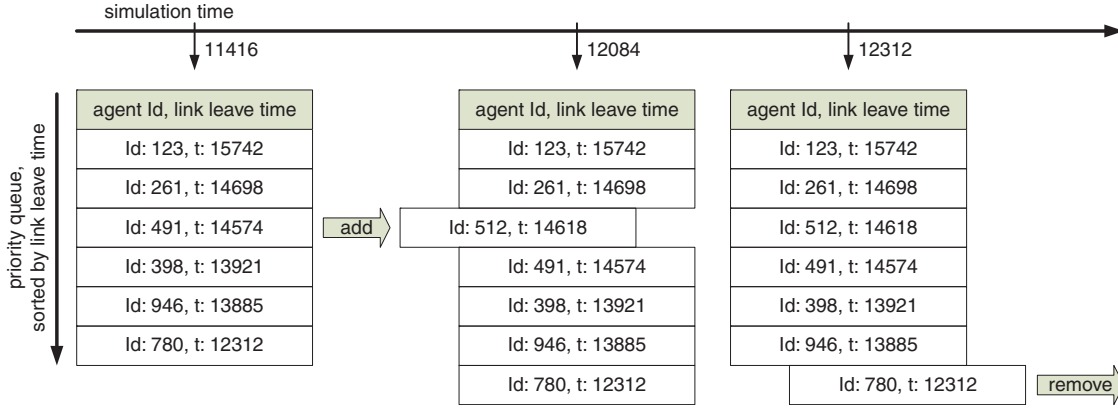 simulation time
11416
12084
12312
priority queue,
sorted by link leave time
agent Id, link leave time
Id: 123, t: 15742
Id: 261, t: 14698
Id: 491, t: 14574
Id: 398, t: 13921
Id: 946, t: 13885
Id: 780, t: 12312
add
agent Id, link leave time
Id: 123, t: 15742
Id: 261, t: 14698
Id: 512, t: 14618
Id: 491, t: 14574
Id: 398, t: 13921
Id: 946, t: 13885
Id: 780, t: 12312
agent Id, link leave time
Id: 123, t: 15742
Id: 261, t: 14698
Id: 512, t: 14618
Id: 491, t: 14574
Id: 398, t: 13921
Id: 946, t: 13885
Id: 780, t: 12312
remove